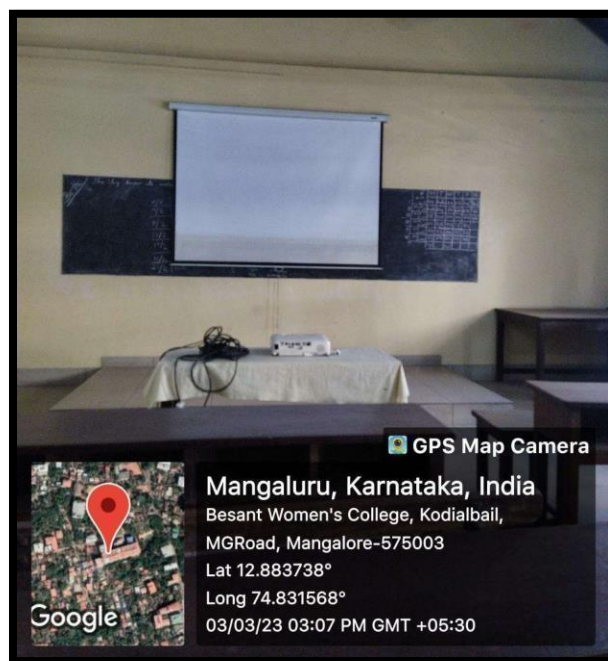 GPS Map Camera
Mangaluru, Karnataka, India
Besant Women's College, Kodialbail,
MGRoad, Mangalore-575003
Lat 12.883738°
Long 74.831568°
03/03/23 03:07 PM GMT +05:30
Google